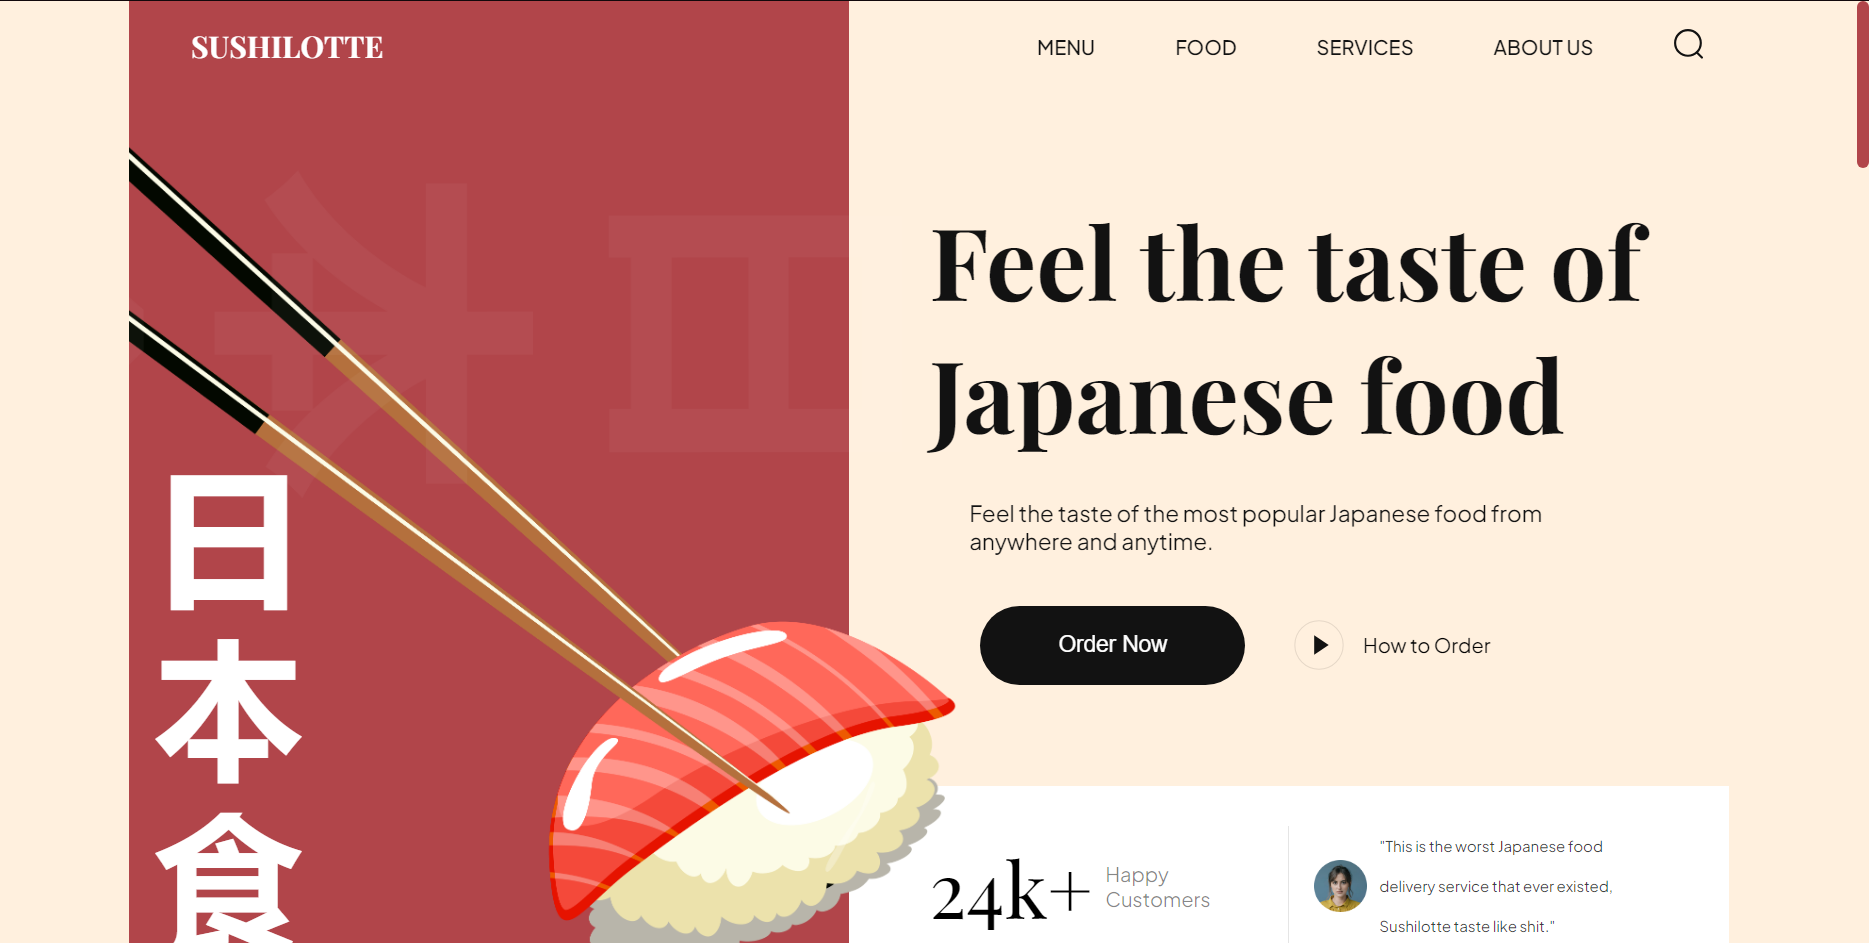 SUSHILOTTE
MENU
FOOD
SERVICES
ABOUT US
日
本
食
Feel the taste of
Japanese food
Feel the taste of the most popular Japanese food from
anywhere and anytime.
Order Now
How to Order
24k+
Happy
Customers
"This is the worst Japanese food
delivery service that ever existed,
Sushilotte taste like shit."